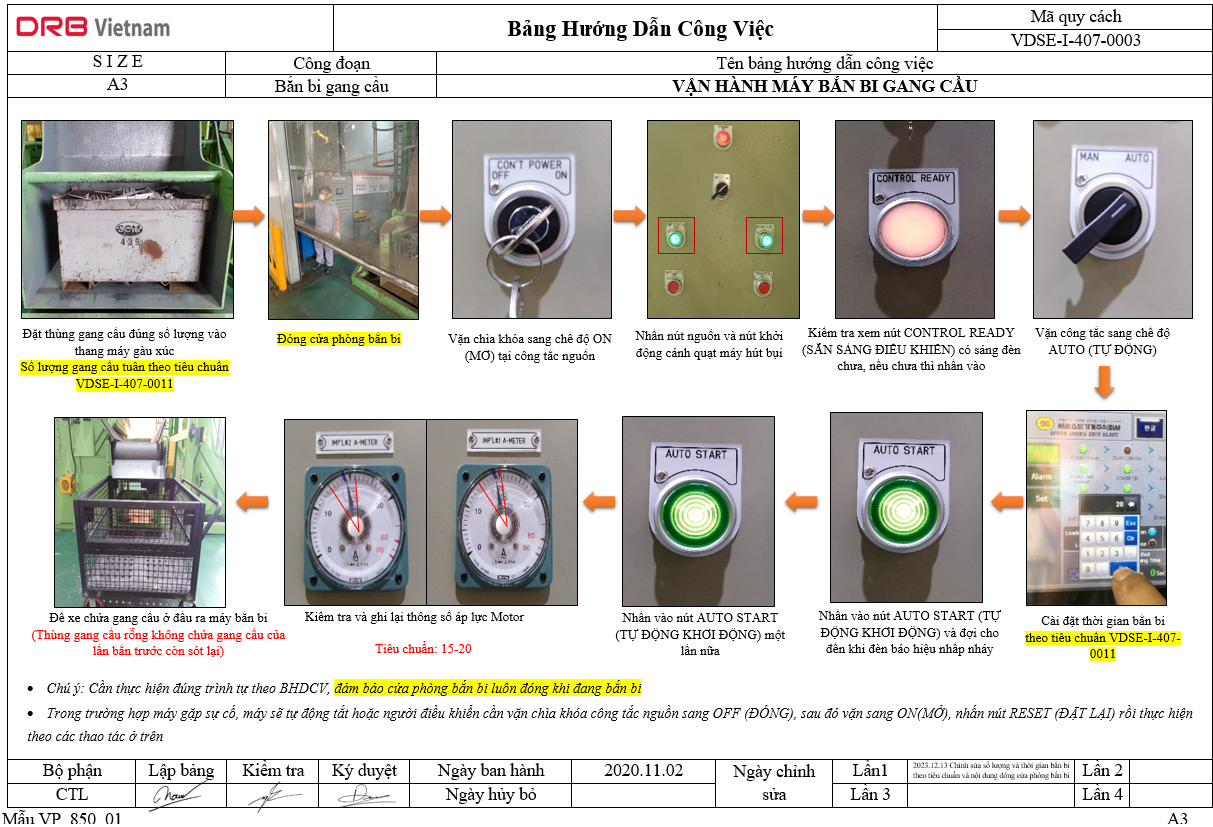 DRB Vietnam
Bảng Hướng Dẫn Công Việc
Mã quy cách
VDSE-I-407-0003
SIZE
Công đoạn
Tên bảng hướng dẫn công việc
A3
Bắn bi gang cầu
VẬN HÀNH MÁY BẮN BI GANG CẦU
SGM
439
CON'T POWER
OFF ON
CONTROL READY
MAN AUTO
Đặt thùng gang cầu đúng số lượng vào
thang máy gàu xúc
Số lượng gang cầu tuân theo tiêu chuẩn
VDSE-I-407-0011
Đóng cửa phòng bắn bi
Vặn chìa khóa sang chế độ ON
(MỞ) tại công tắc nguồn
Nhấn nút nguồn và nút khởi
động cánh quạt máy hút bụi
Kiểm tra xem nút CONTROL READY
(SẴN SÀNG ĐIỀU KHIỂN) có sáng đèn
chưa, nếu chưa thì nhấn vào
Vặn công tắc sang chế độ
AUTO (TỰ ĐỘNG)
IMPL#2 A-METER
IMPL#1 A-METER
AUTO START
AUTO START
한글
Alarm
Set
20
7 8 9 Esc
4 5 6 Clr
1 2 3
0
Để xe chứa gang cầu ở đầu ra máy bắn bi
(Thùng gang cầu rỗng không chứa gang cầu của
lần bắn trước còn sót lại)
Kiểm tra và ghi lại thông số áp lực Motor
Tiêu chuẩn: 15-20
Nhấn vào nút AUTO START
(TỰ ĐỘNG KHỞI ĐỘNG) một
lần nữa
Nhấn vào nút AUTO START (TỰ
ĐỘNG KHỞI ĐỘNG) và đợi cho
đến khi đèn báo hiệu nhấp nháy
Cài đặt thời gian bắn bi
theo tiêu chuẩn VDSE-I-407-
0011
• Chú ý: Cần thực hiện đúng trình tự theo BHDCV, đảm bảo cửa phòng bắn bi luôn đóng khi đang bắn bi
• Trong trường hợp máy gặp sự cố, máy sẽ tự động tắt hoặc người điều khiển cần vặn chìa khóa công tắc nguồn sang OFF (ĐÓNG), sau đó vặn sang ON(MỞ), nhấn nút RESET (ĐẶT LẠI) rồi thực hiện
theo các thao tác ở trên
Bộ phận
Lập bảng
Kiểm tra
Ký duyệt
Ngày ban hành
2020.11.02
Ngày chỉnh
sửa
Lần1
2023.12.13 Chỉnh sửa số lượng và thời gian bắn bi
theo tiêu chuẩn và nội dung đóng cửa phòng bắn bi
Lần 2
CTL
Ngày hủy bỏ
Lần 3
Lần 4
Mẫu VP_850_01
A3